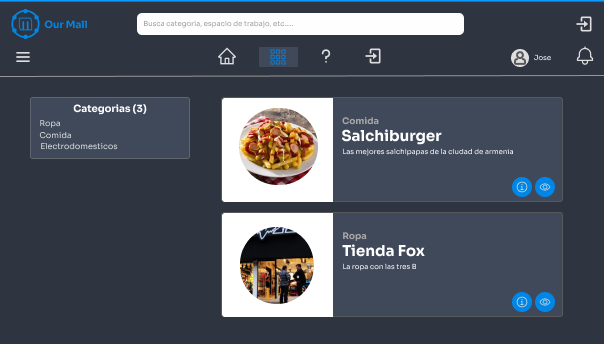 Our Mall
Busca categoria, espacio de trabajo, etc....
?
Jose
Categorias (3)
Ropa
Comida
Electrodomesticos
Comida
Salchiburger
Las mejores salchipapas de la ciudad de armenia
Ropa
Tienda Fox
La ropa con las tres B